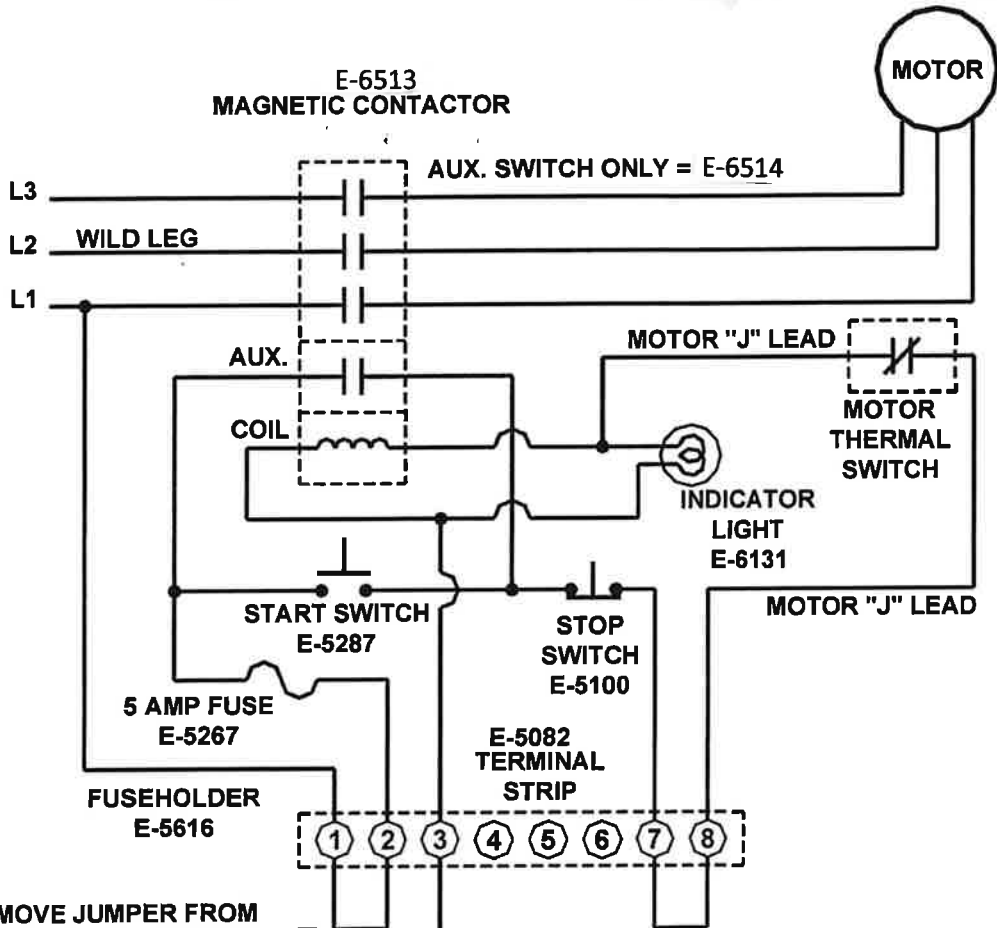 MOTOR
E-6513
MAGNETIC CONTACTOR
AUX. SWITCH ONLY = E-6514
L3
L2 WILD LEG
L1
MOTOR "J" LEAD
AUX.
MOTOR
THERMAL
SWITCH
COIL
INDICATOR
LIGHT
E-6131
START SWITCH
E-5287
MOTOR "J" LEAD
STOP
SWITCH
E-5100
5 AMP FUSE
E-5267
E-5082
TERMINAL
STRIP
FUSEHOLDER
E-5616
1 2 3 4 5 6 7 8
MOVE JUMPER FROM